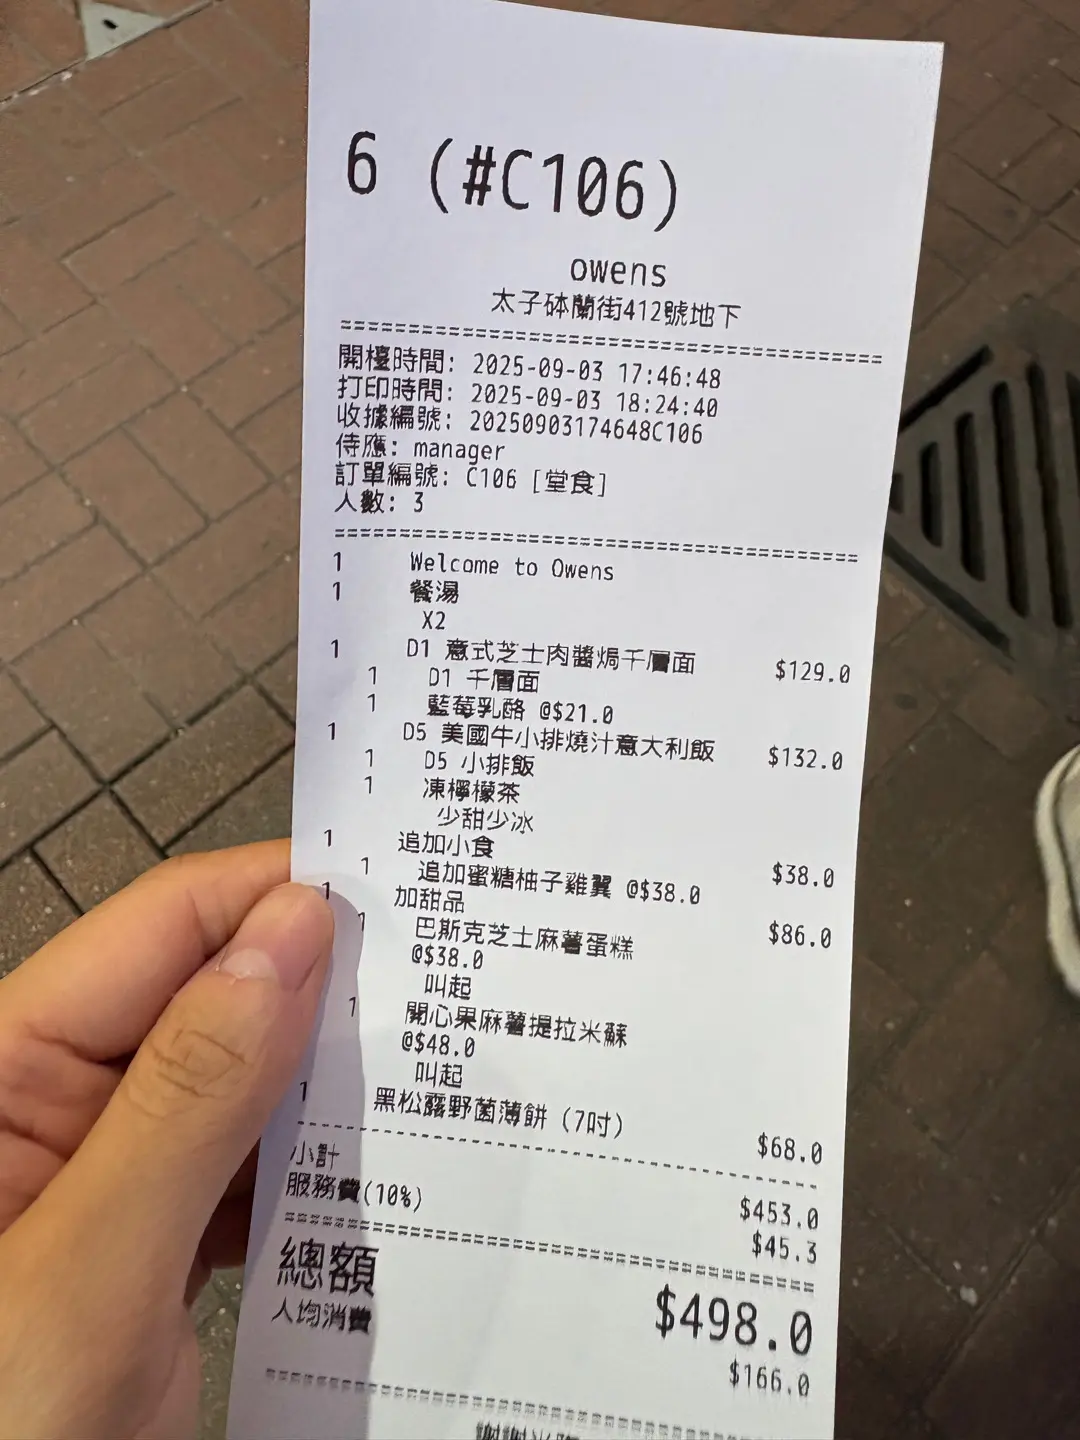 6 (#C106)
owens
太子砵蘭街412號地下
開檯時間: 2025-09-03 17:46:48
打印時間: 2025-09-03 18:24:40
收據編號: 20250903174648C106
侍應: manager
訂單編號: C106 [堂食]
人數: 3
1 Welcome to Owens
1 餐湯
X2
1 D1 意式芝士肉醬焗千層面 $129.0
1 D1 千層面
1 藍莓乳酪 @$21.0
1 D5 美國牛小排燒汁意大利飯 $132.0
1 D5 小排飯
1 凍檸檬茶
少甜少冰
1 追加小食 $38.0
1 追加蜜糖柚子雞翼 @$38.0
1 加甜品 $86.0
1 巴斯克芝士麻薯蛋糕
@$38.0
叫起
1 開心果麻薯提拉米蘇
@$48.0
叫起
1 黑松露野菌薄餅 (7吋) $68.0
小計 $453.0
服務費(10%) $45.3
總額 $498.0
人均消費 $166.0